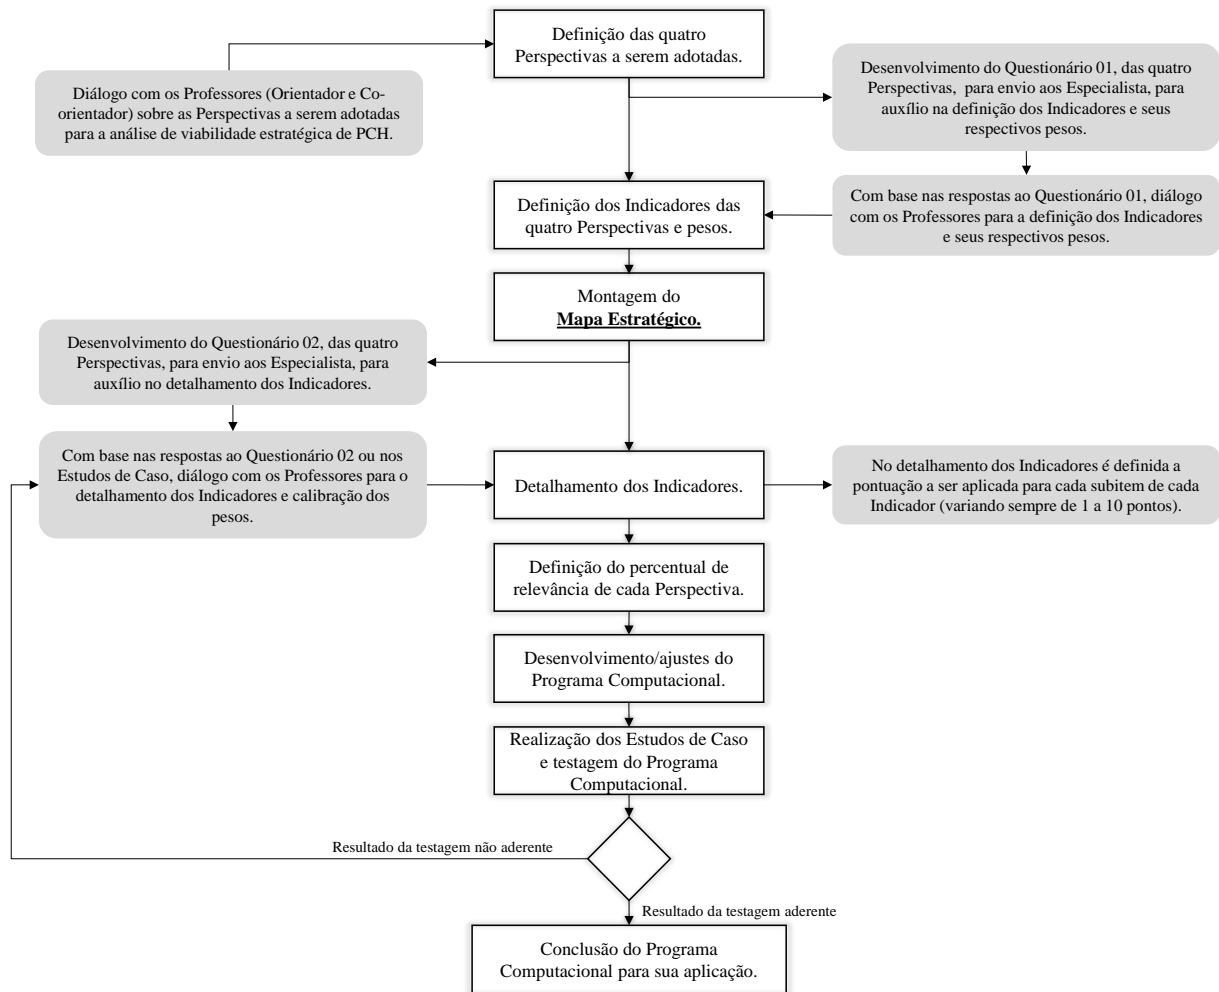 Definição das quatro
Perspectivas a serem adotadas.
Diálogo com os Professores (Orientador e Co-
orientador) sobre as Perspectivas a serem adotadas
para a análise de viabilidade estratégica de PCH.
Desenvolvimento do Questionário 01, das quatro
Perspectivas, para envio aos Especialista, para
auxílio na definição dos Indicadores e seus
respectivos pesos.
Definição dos Indicadores das
quatro Perspectivas e pesos.
Com base nas respostas ao Questionário 01, diálogo
com os Professores para a definição dos Indicadores
e seus respectivos pesos.
Montagem do
Mapa Estratégico.
Desenvolvimento do Questionário 02, das quatro
Perspectivas, para envio aos Especialista, para
auxílio no detalhamento dos Indicadores.
Com base nas respostas ao Questionário 02 ou nos
Estudos de Caso, diálogo com os Professores para o
detalhamento dos Indicadores e calibração dos
pesos.
Detalhamento dos Indicadores.
No detalhamento dos Indicadores é definida a
pontuação a ser aplicada para cada subitem de cada
Indicador (variando sempre de 1 a 10 pontos).
Definição do percentual de
relevância de cada Perspectiva.
Desenvolvimento/ajustes do
Programa Computacional.
Realização dos Estudos de Caso
e testagem do Programa
Computacional.
Resultado da testagem não aderente
Resultado da testagem aderente
Conclusão do Programa
Computacional para sua aplicação.